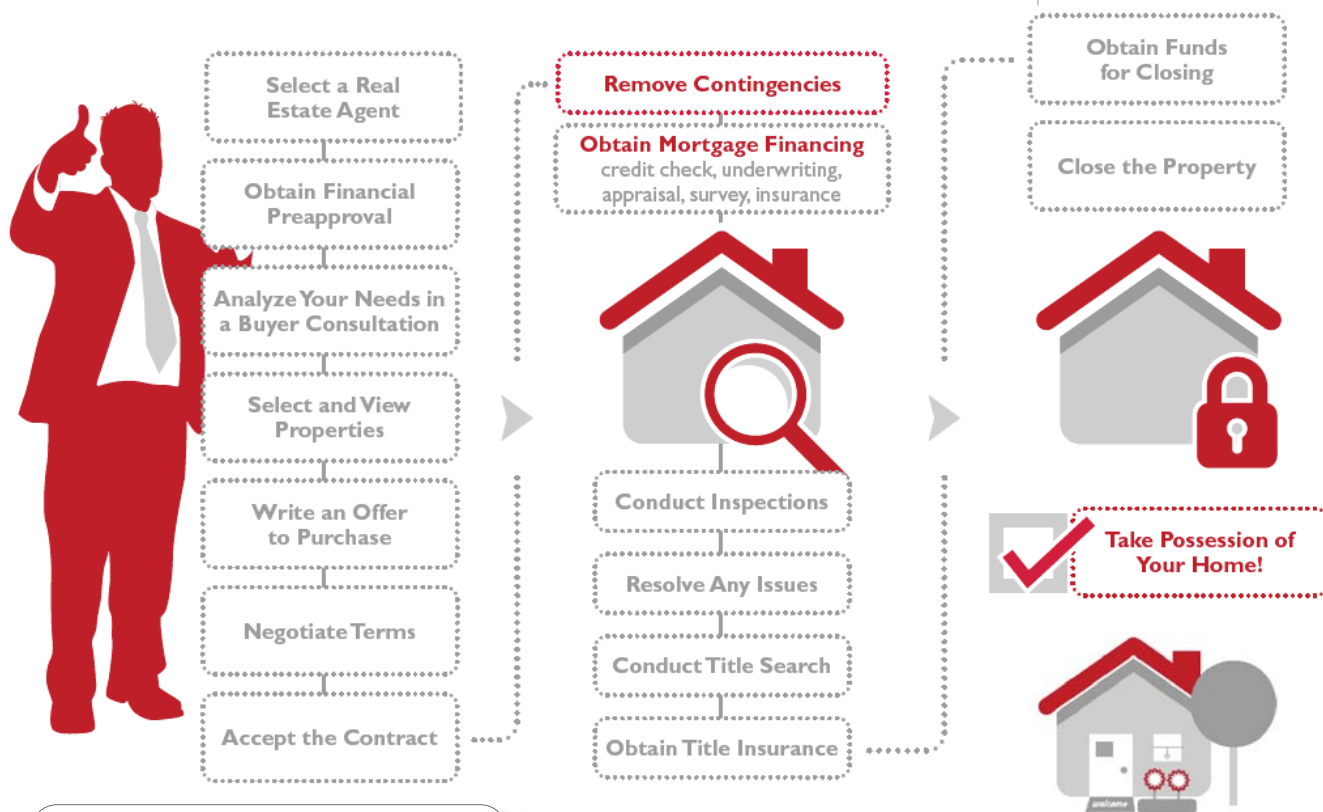 Select a Real
Estate Agent
Obtain Financial
Preapproval
Analyze Your Needs in
a Buyer Consultation
Select and View
Properties
Write an Offer
to Purchase
Negotiate Terms
Accept the Contract
Remove Contingencies
Obtain Mortgage Financing
credit check, underwriting,
appraisal, survey, insurance
Conduct Inspections
Resolve Any Issues
Conduct Title Search
Obtain Title Insurance
Obtain Funds
for Closing
Close the Property
Take Possession of
Your Home!
welcome